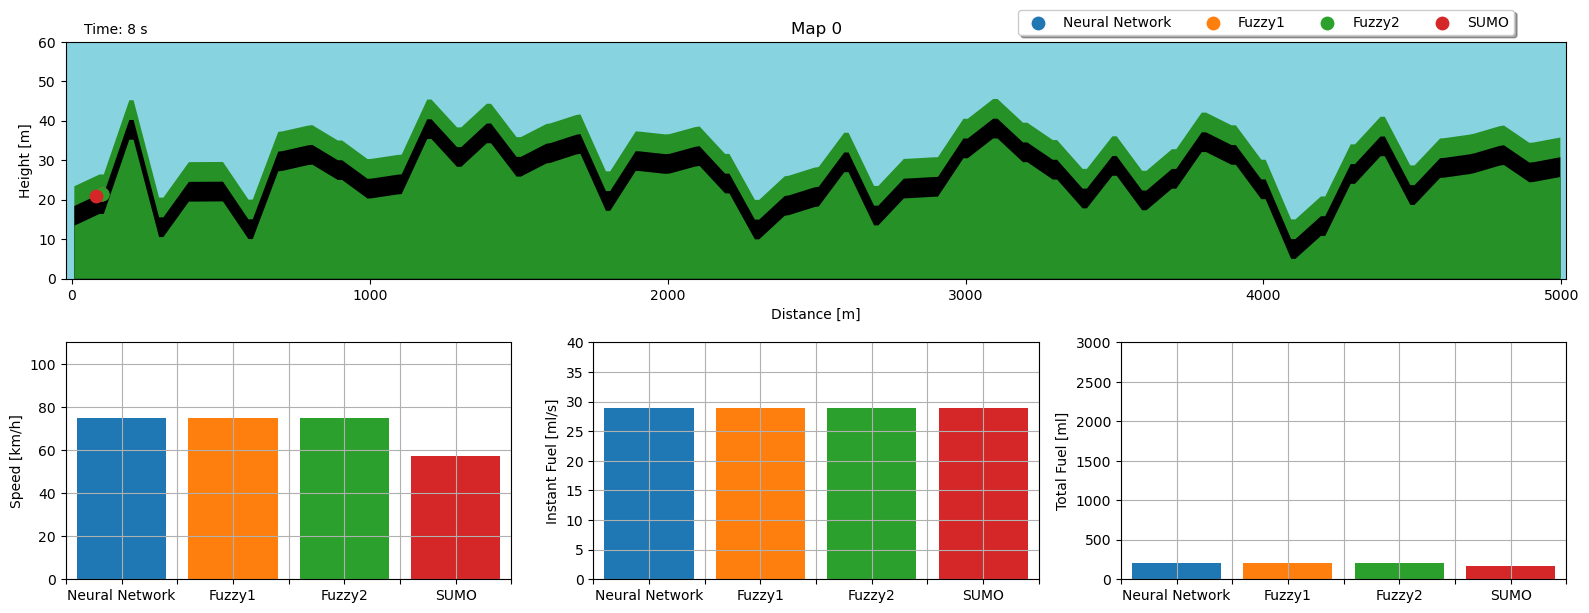 Time: 8 s
Map 0
Neural Network Fuzzy1 Fuzzy2 SUMO
Height [m]
60
50
40
30
20
10
0
0 1000 2000 3000 4000 5000
Distance [m]
Speed [km/h]
100
80
60
40
20
0
Neural Network Fuzzy1 Fuzzy2 SUMO
Instant Fuel [ml/s]
40
35
30
25
20
15
10
5
0
Neural Network Fuzzy1 Fuzzy2 SUMO
Total Fuel [ml]
3000
2500
2000
1500
1000
500
0
Neural Network Fuzzy1 Fuzzy2 SUMO